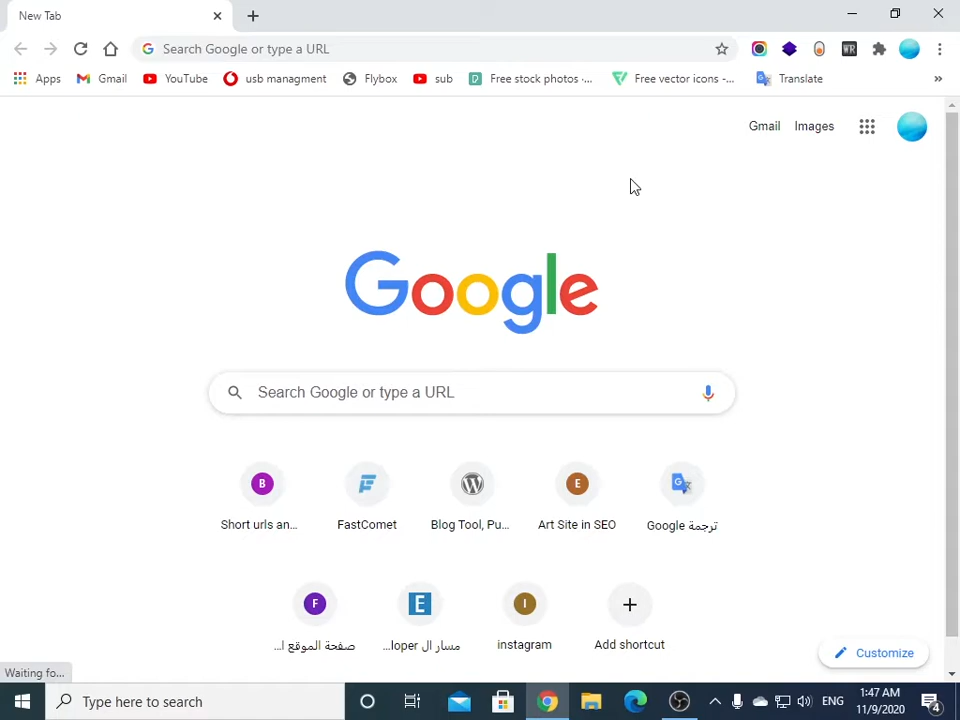 New Tab
Search Google or type a URL
WR
Apps Gmail YouTube usb managment Flybox sub Free stock photos ·... Free vector icons -... Translate »
Gmail Images
Google
Search Google or type a URL
B E
Short urls an... FastComet Blog Tool, Pu... Art Site in SEO ترجمة Google
F E I
صفحة الموقع ا... مسار ال loper... instagram Add shortcut
Customize
Waiting fo...
Type here to search
ENG
1:47 AM
11/9/2020
4